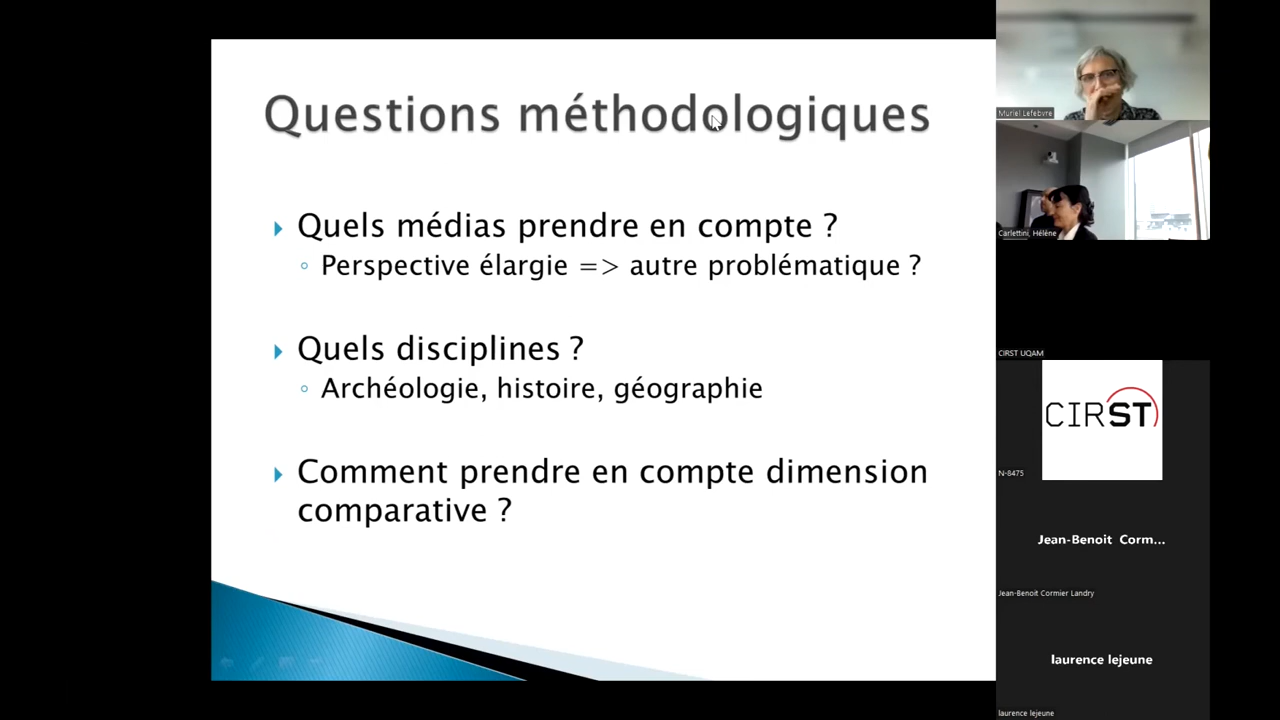 Questions méthodologiques
Quels médias prendre en compte ?
Perspective élargie => autre problématique ?
Quels disciplines ?
Archéologie, histoire, géographie
Comment prendre en compte dimension
comparative ?
Muriel Lefebvre
Carlettini, Hélène
CIRST UQAM
CIRST
N-8475
Jean-Benoit Corm...
Jean-Benoit Cormier Landry
laurence lejeune
laurence lejeune